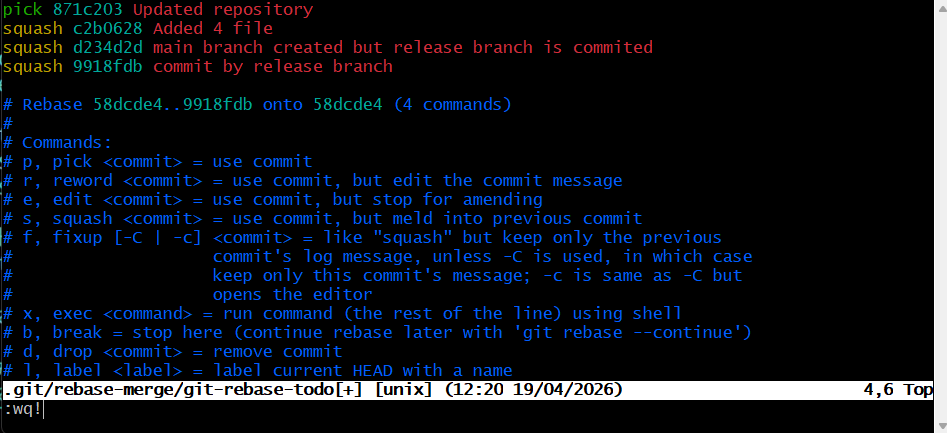 pick 871c203 Updated repository
squash c2b0628 Added 4 file
squash d234d2d main branch created but release branch is commited
squash 9918fdb commit by release branch

# Rebase 58dcde4..9918fdb onto 58dcde4 (4 commands)
#
# Commands:
# p, pick <commit> = use commit
# r, reword <commit> = use commit, but edit the commit message
# e, edit <commit> = use commit, but stop for amending
# s, squash <commit> = use commit, but meld into previous commit
# f, fixup [-C | -c] <commit> = like "squash" but keep only the previous
#                    commit's log message, unless -C is used, in which case
#                    keep only this commit's message; -c is same as -C but
#                    opens the editor
# x, exec <command> = run command (the rest of the line) using shell
# b, break = stop here (continue rebase later with 'git rebase --continue')
# d, drop <commit> = remove commit
# l, label <label> = label current HEAD with a name
.git/rebase-merge/git-rebase-todo[+] [unix] (12:20 19/04/2026) 4,6 Top
:wq!